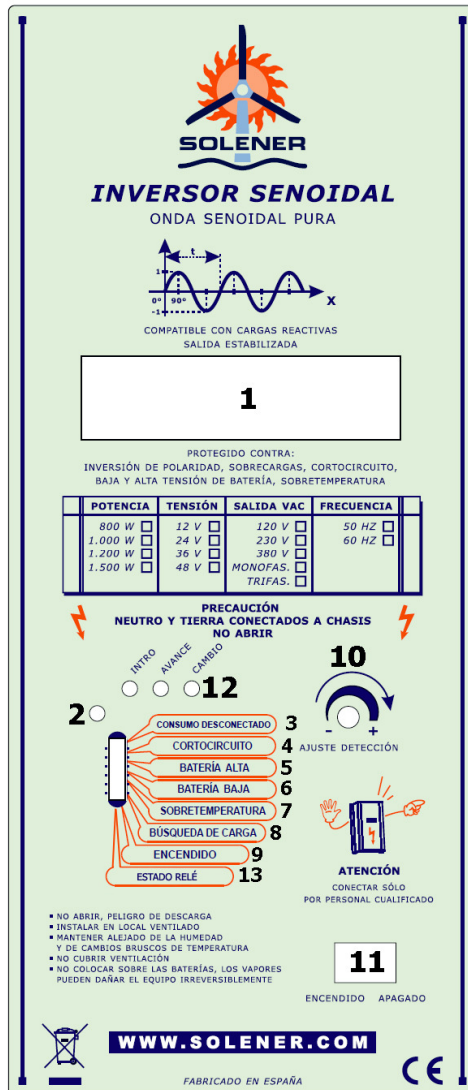 SOLENER
INVERSOR SENOIDAL
ONDA SENOIDAL PURA
t
1
0° 90°
-1
X
COMPATIBLE CON CARGAS REACTIVAS
SALIDA ESTABILIZADA
1
PROTEGIDO CONTRA:
INVERSIÓN DE POLARIDAD, SOBRECARGAS, CORTOCIRCUITO,
BAJA Y ALTA TENSIÓN DE BATERÍA, SOBRETEMPERATURA
POTENCIA TENSIÓN SALIDA VAC FRECUENCIA
800 W 12 V 120 V 50 HZ
1.000 W 24 V 230 V 60 HZ
1.200 W 36 V 380 V
1.500 W 48 V MONOFAS.
TRIFAS.
PRECAUCIÓN
NEUTRO Y TIERRA CONECTADOS A CHASIS
NO ABRIR
INTRO AVANCE CAMBIO
12
10
2
- +
AJUSTE DETECCIÓN
CONSUMO DESCONECTADO 3
CORTOCIRCUITO 4
BATERÍA ALTA 5
BATERÍA BAJA 6
SOBRETEMPERATURA 7
BÚSQUEDA DE CARGA 8
ENCENDIDO 9
ESTADO RELÉ 13
ATENCIÓN
CONECTAR SÓLO
POR PERSONAL CUALIFICADO
NO ABRIR, PELIGRO DE DESCARGA
INSTALAR EN LOCAL VENTILADO
MANTENER ALEJADO DE LA HUMEDAD
Y DE CAMBIOS BRUSCOS DE TEMPERATURA
NO CUBRIR VENTILACIÓN
NO COLOCAR SOBRE LAS BATERÍAS, LOS VAPORES
PUEDEN DAÑAR EL EQUIPO IRREVERSIBLEMENTE
11
ENCENDIDO APAGADO
WWW.SOLENER.COM
FABRICADO EN ESPAÑA
CE